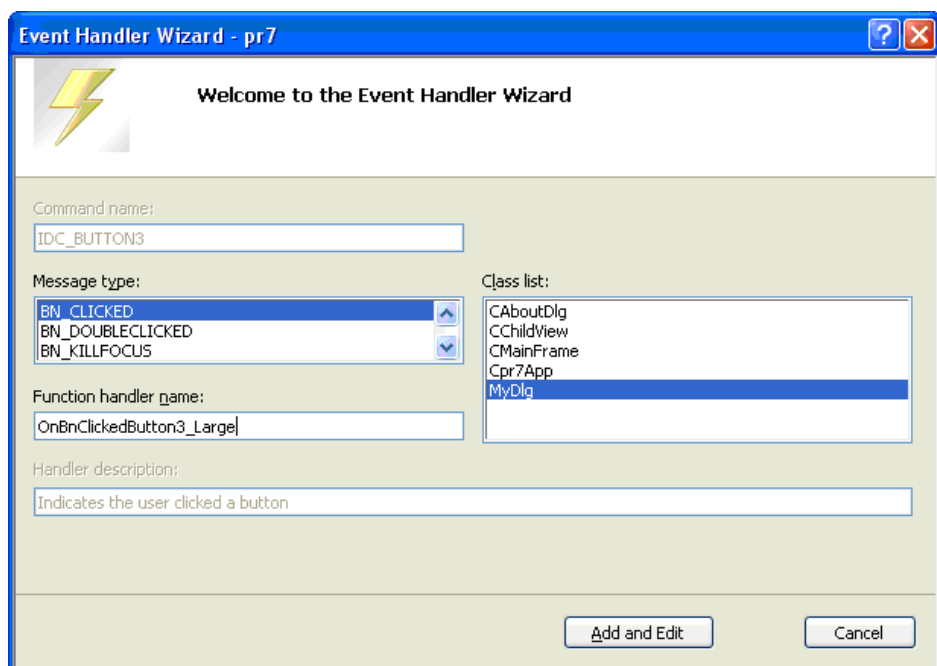 Event Handler Wizard - pr7
Welcome to the Event Handler Wizard
Command name:
IDC_BUTTON3
Message type:
BN_CLICKED
BN_DOUBLECLICKED
BN_KILLFOCUS
Class list:
CAboutDlg
CChildView
CMainFrame
Cpr7App
MyDlg
Function handler name:
OnBnClickedButton3_Large
Handler description:
Indicates the user clicked a button
Add and Edit
Cancel